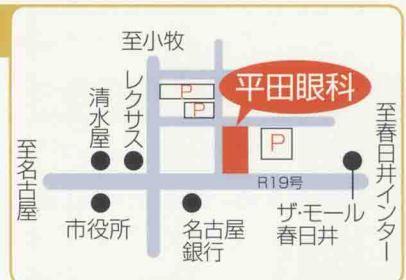 至小牧
平田眼科
P
P
P
レクサス
清水屋
至名古屋
至春日井インター
R19号
市役所
名古屋
銀行
ザ・モール
春日井